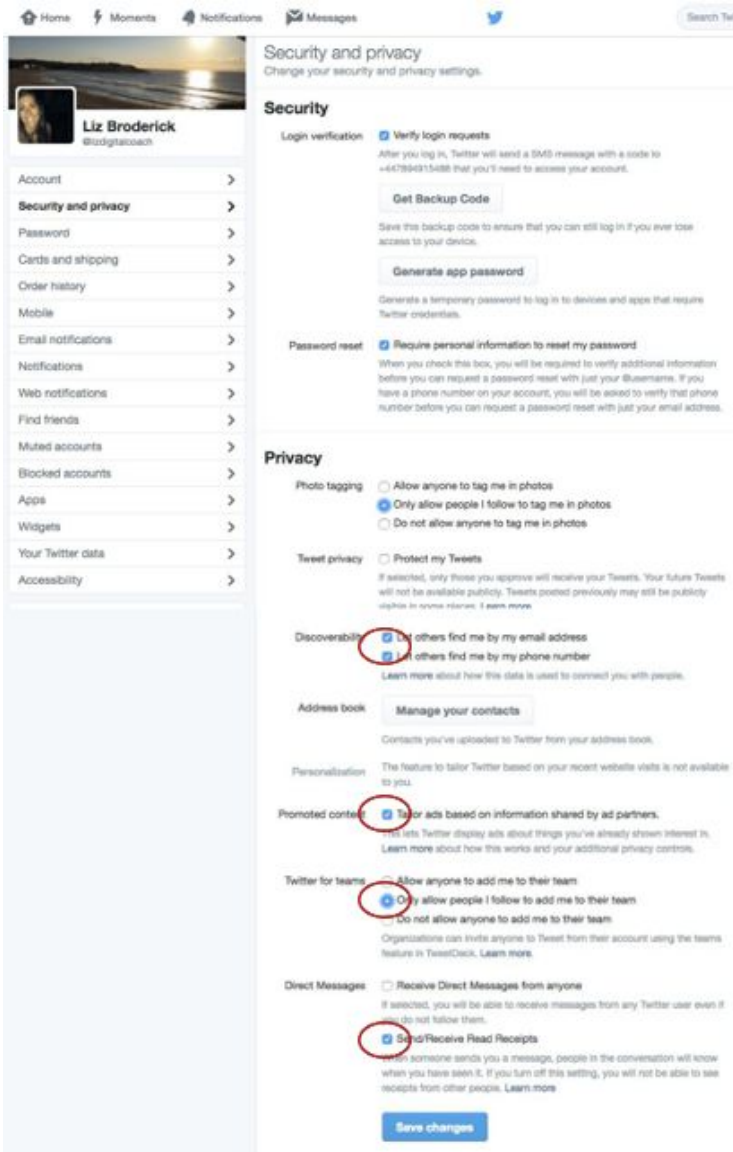 Home Moments Notifications Messages Search Tw
Liz Broderick
@lizdigitalcoach
Account
Security and privacy
Password
Cards and shipping
Order history
Mobile
Email notifications
Notifications
Web notifications
Find friends
Muted accounts
Blocked accounts
Apps
Widgets
Your Twitter data
Accessibility
Security and privacy
Change your security and privacy settings.
Security
Login verification Verify login requests
After you log in, Twitter will send a SMS message with a code to
+447894915488 that you'll need to access your account.
Get Backup Code
Save this backup code to ensure that you can still log in if you ever lose
access to your device.
Generate app password
Generate a temporary password to log in to devices and apps that require
Twitter credentials.
Password reset Require personal information to reset my password
When you check this box, you will be required to verify additional information
before you can request a password reset with just your @username. If you
have a phone number on your account, you will be asked to verify that phone
number before you can request a password reset with just your email address.
Privacy
Photo tagging Allow anyone to tag me in photos
Only allow people I follow to tag me in photos
Do not allow anyone to tag me in photos
Tweet privacy Protect my Tweets
If selected, only those you approve will receive your Tweets. Your future Tweets
will not be available publicly. Tweets posted previously may still be publicly
visible in some places. Learn more.
Discoverability Let others find me by my email address
Let others find me by my phone number
Learn more about how this data is used to connect you with people.
Address book Manage your contacts
Contacts you've uploaded to Twitter from your address book.
Personalization The feature to tailor Twitter based on your recent website visits is not available
to you.
Promoted content Tailor ads based on information shared by ad partners.
This lets Twitter display ads about things you've already shown interest in.
Learn more about how this works and your additional privacy controls.
Twitter for teams Allow anyone to add me to their team
Only allow people I follow to add me to their team
Do not allow anyone to add me to their team
Organizations can invite anyone to Tweet from their account using the teams
feature in TweetDeck. Learn more.
Direct Messages Receive Direct Messages from anyone
If selected, you will be able to receive messages from any Twitter user even if
you do not follow them.
Send/Receive Read Receipts
When someone sends you a message, people in the conversation will know
when you have seen it. If you turn off this setting, you will not be able to see
receipts from other people. Learn more
Save changes